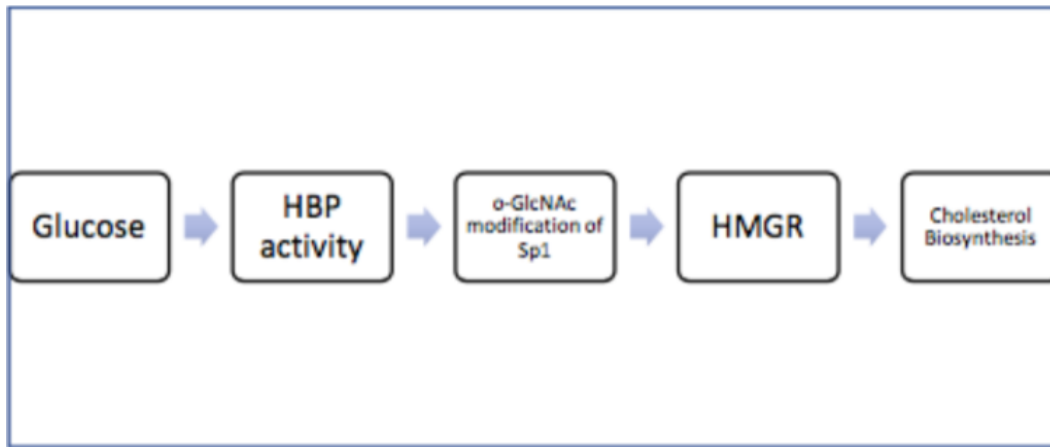 Glucose
HBP
activity
o-GlcNAc
modification of
Sp1
HMGR
Cholesterol
Biosynthesis